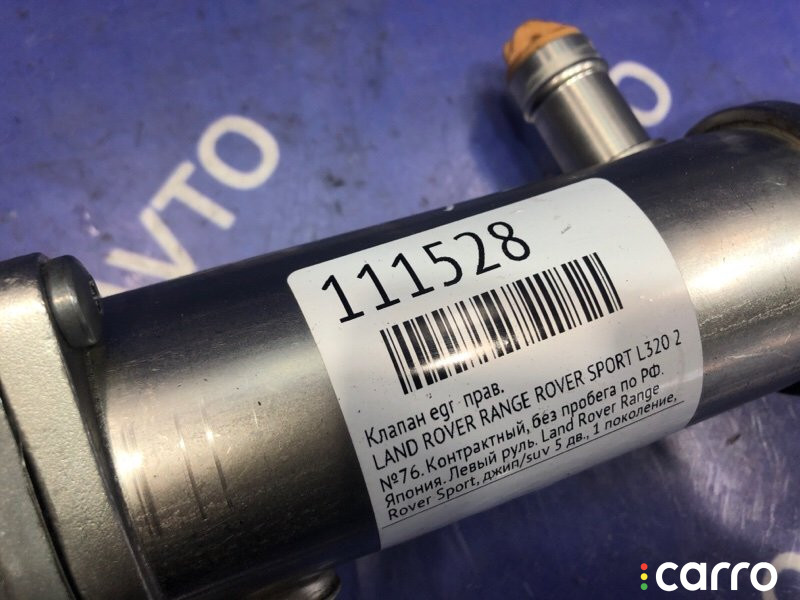 111528
Клапан egr прав.
LAND ROVER RANGE ROVER SPORT L320 2
№76. Контрактный, без пробега по РФ.
Япония. Левый руль. Land Rover Range
Rover Sport, джип/suv 5 дв., 1 поколение,
АVТО
О
carro